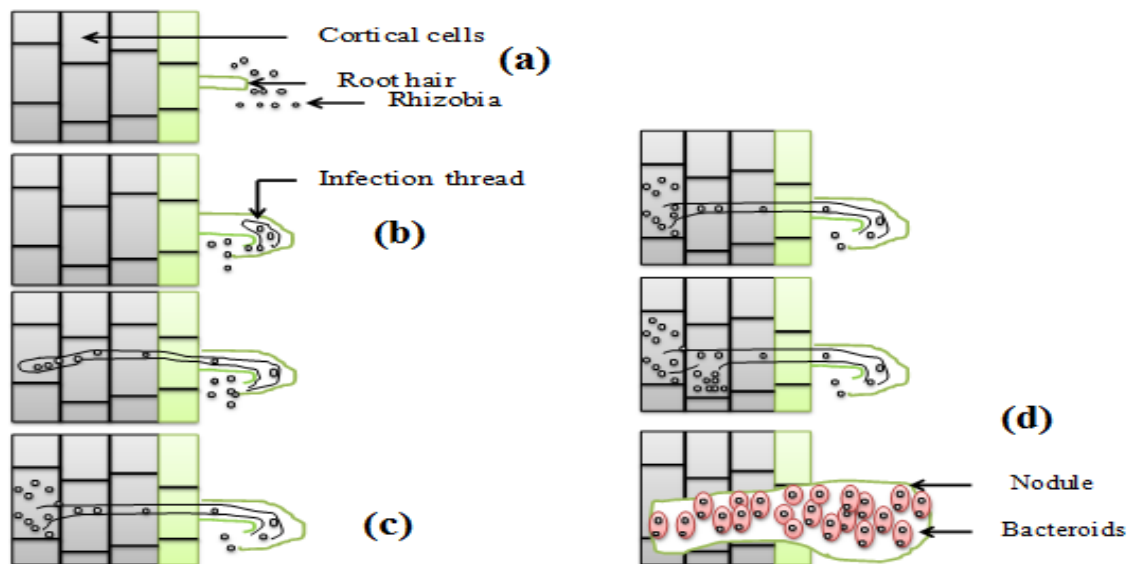 Cortical cells
(a)
Root hair
Rhizobia
Infection thread
(b)
(c)
(d)
Nodule
Bacteroids